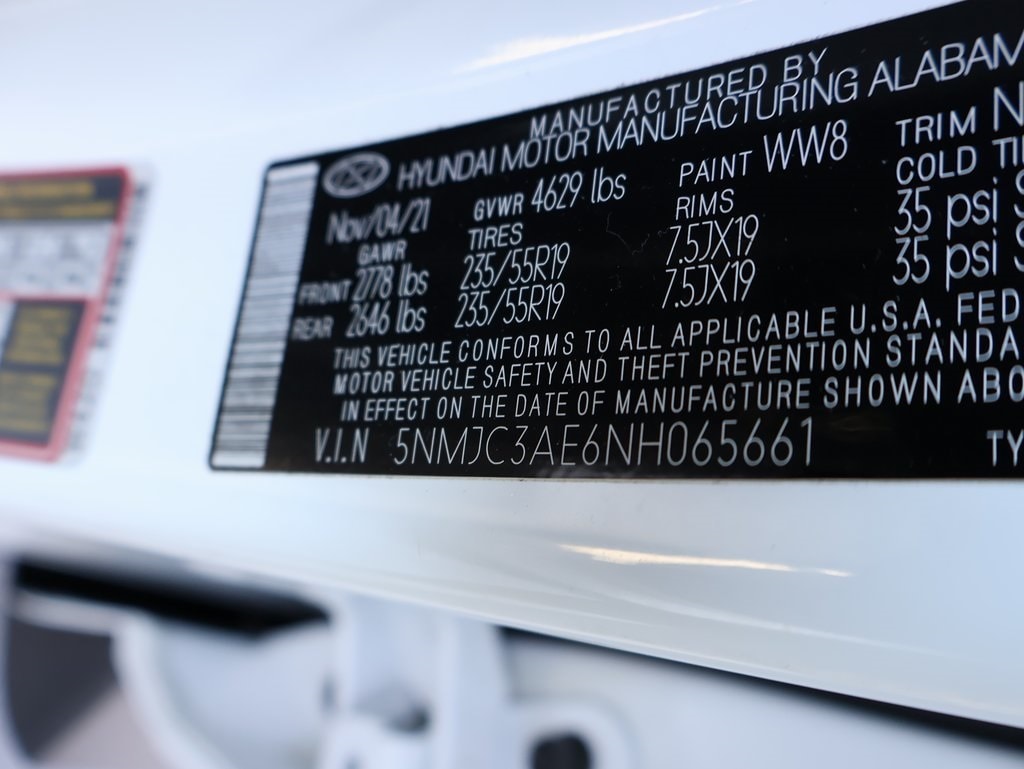 MANUFACTURED BY
HYUNDAI MOTOR MANUFACTURING ALABAM
Nov/04/21 GVWR 4629 lbs PAINT WW8 TRIM N
GAWR TIRES RIMS COLD TI
FRONT 2778 lbs 235/55R19 7.5JX19 35 psi S
REAR 2646 lbs 235/55R19 7.5JX19 35 psi S
THIS VEHICLE CONFORMS TO ALL APPLICABLE U.S.A. FED
MOTOR VEHICLE SAFETY AND THEFT PREVENTION STANDA
IN EFFECT ON THE DATE OF MANUFACTURE SHOWN ABO
V.I.N 5NMJC3AE6NH065661 TY